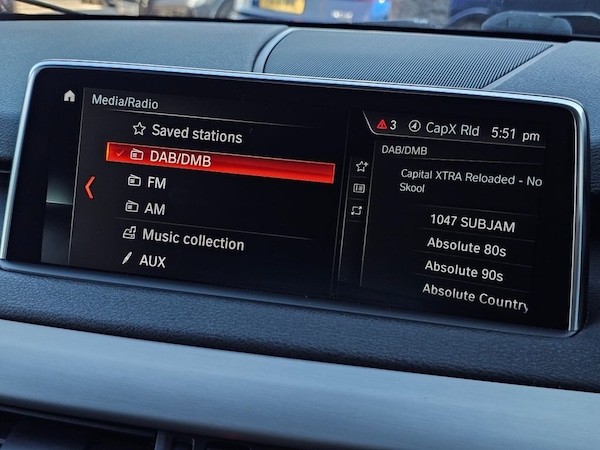 Media/Radio
Saved stations
DAB/DMB
FM
AM
Music collection
AUX
3 CapX Rld 5:51 pm
DAB/DMB
Capital XTRA Reloaded - No
Skool
1047 SUBJAM
Absolute 80s
Absolute 90s
Absolute Country